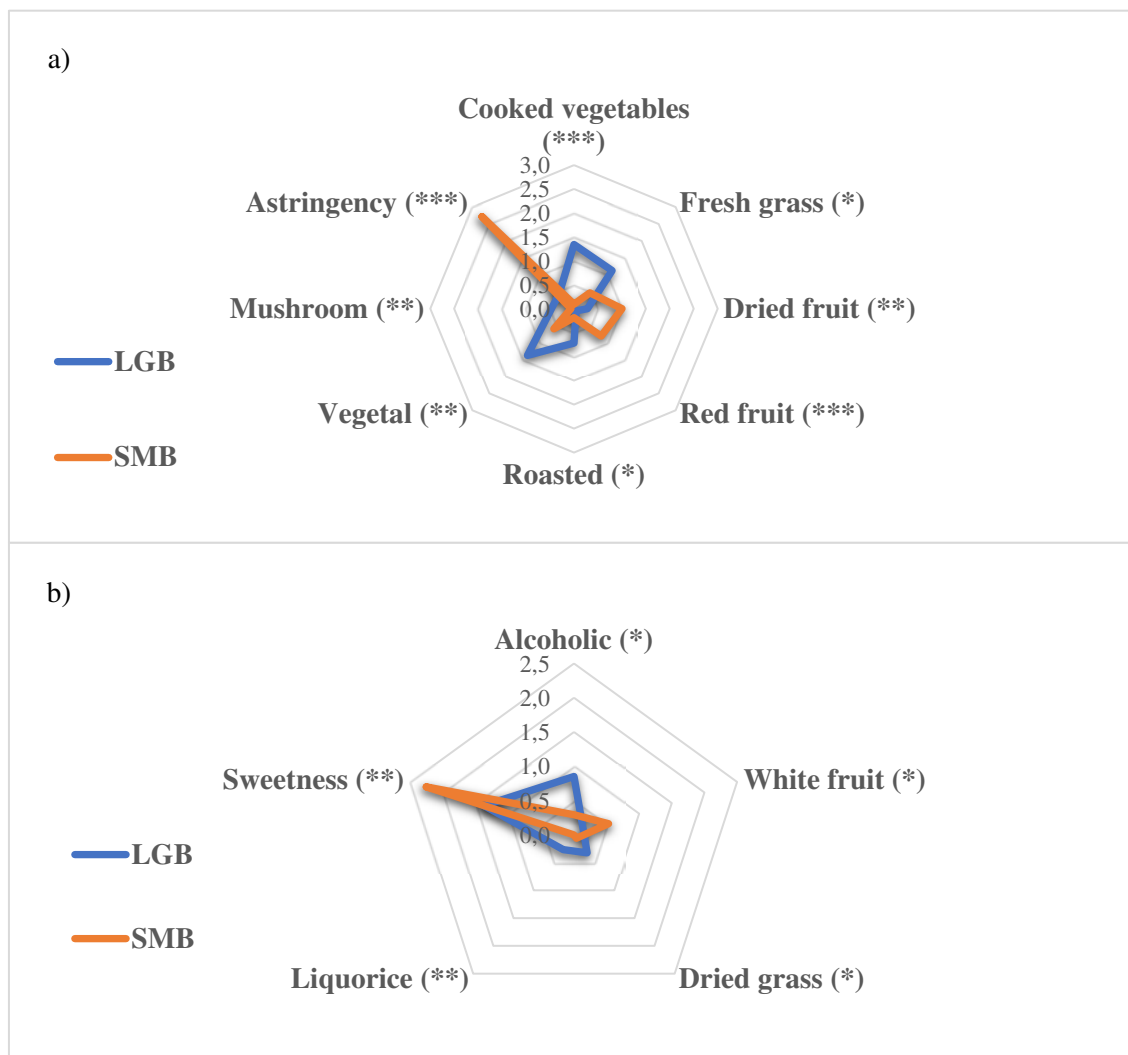 a)
Cooked vegetables
(***)
3,0
2,5
2,0
1,5
1,0
0,5
0,0
Astringency (***)
Fresh grass (*)
Mushroom (**)
Dried fruit (**)
LGB
Vegetal (**)
Red fruit (***)
SMB
Roasted (*)
b)
Alcoholic (*)
2,5
2,0
1,5
1,0
0,5
0,0
Sweetness (**)
White fruit (*)
LGB
SMB
Liquorice (**)
Dried grass (*)